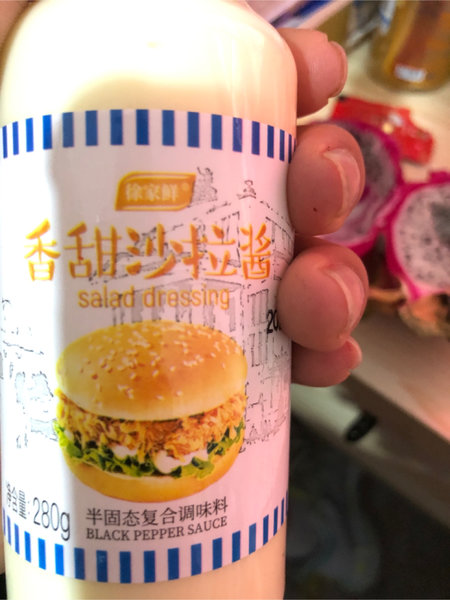 徐家鲜®
香甜沙拉酱
salad dressing
20
净含量:280g
半固态复合调味料
BLACK PEPPER SAUCE